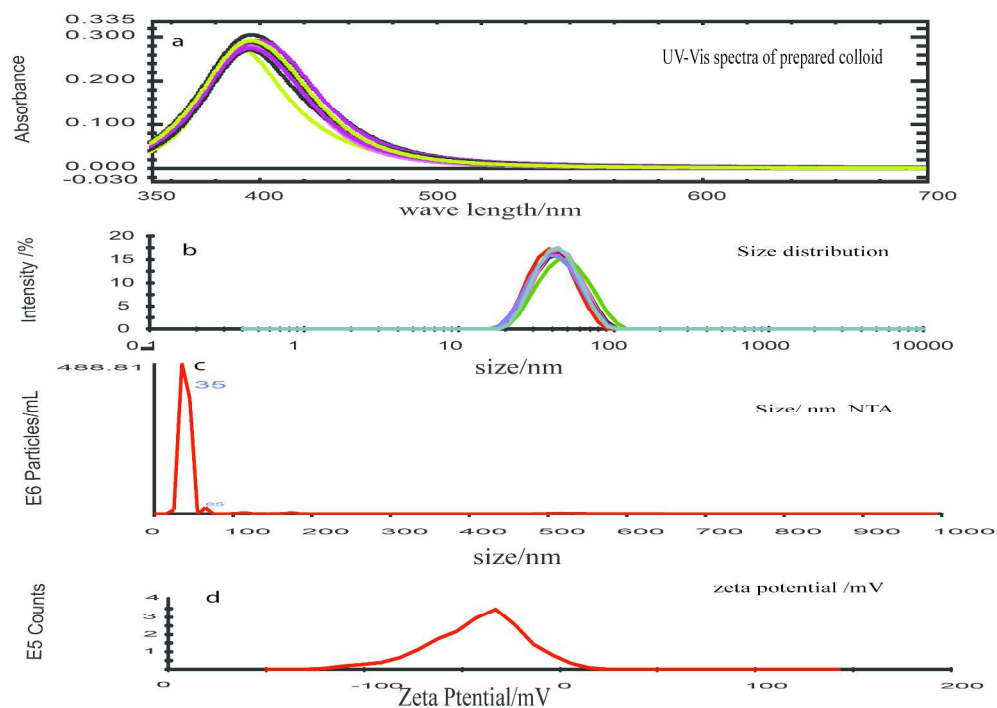 0.335
0.300
a
UV-Vis spectra of prepared colloid
0.200
Absorbance
0.100
0.000
-0.030
350 400 500 600 700
wave length/nm
20
b
Size distribution
15
10
Intensity /%
5
0
0 1 10 100 1000 10000
size/nm
488.81
c
35
Size/ nm NTA
E6 Particles/mL
65
0 100 200 300 400 500 600 700 800 900 1000
size/nm
4
d
zeta potential /mV
3
E5 Counts
2
1
0 -100 0 100 200
Zeta Ptential/mV